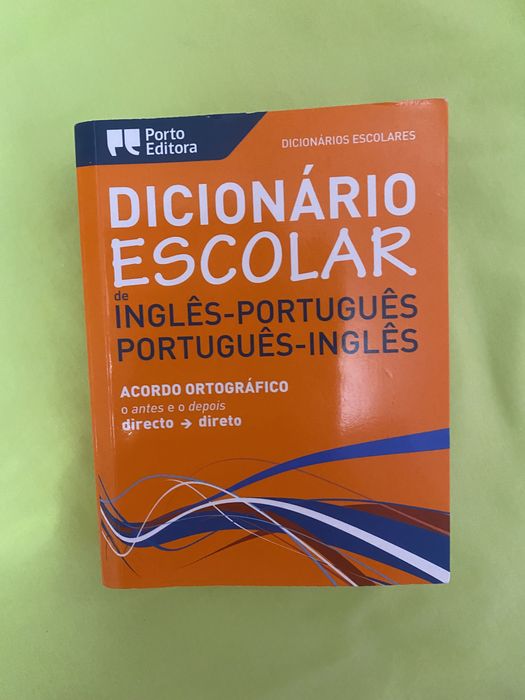 Porto
Editora
DICIONÁRIOS ESCOLARES
DICIONÁRIO
ESCOLAR
de
INGLÊS-PORTUGUÊS
PORTUGUÊS-INGLÊS
ACORDO ORTOGRÁFICO
o antes e o depois
directo → direto